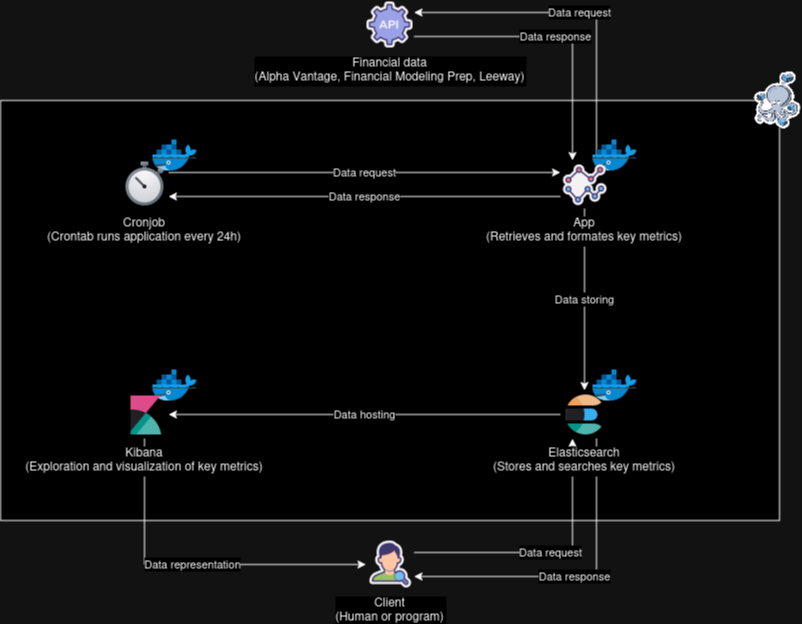 Data request
API
Data response
Financial data
(Alpha Vantage, Financial Modeling Prep, Leeway)
Data request
Data response
Cronjob
(Crontab runs application every 24h)
App
(Retrieves and formates key metrics)
Data storing
Data hosting
Kibana
(Exploration and visualization of key metrics)
Elasticsearch
(Stores and searches key metrics)
Data request
Data representation
Data response
Client
(Human or program)